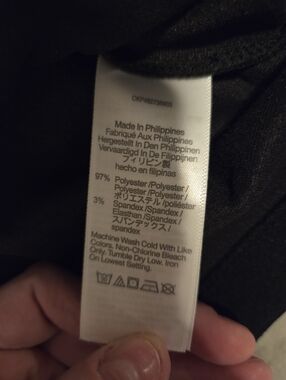 Made In Philippines
Fabriqué Aux Philippines
Hergestellt In Den Philippinen
Vervaardigd In De Filippijnen
フィリピン製
hecho en filipinas
97% Polyester /Polyester/
Polyester /Polyester/
ポリエステル /poliéster
3% Spandex/Spandex/
Elasthan /Spandex/
スパンデックス /
spandex
Machine Wash Cold With Like
Colors. Non-Chlorine Bleach
Only. Tumble Dry Low. Iron
On Lowest Setting.